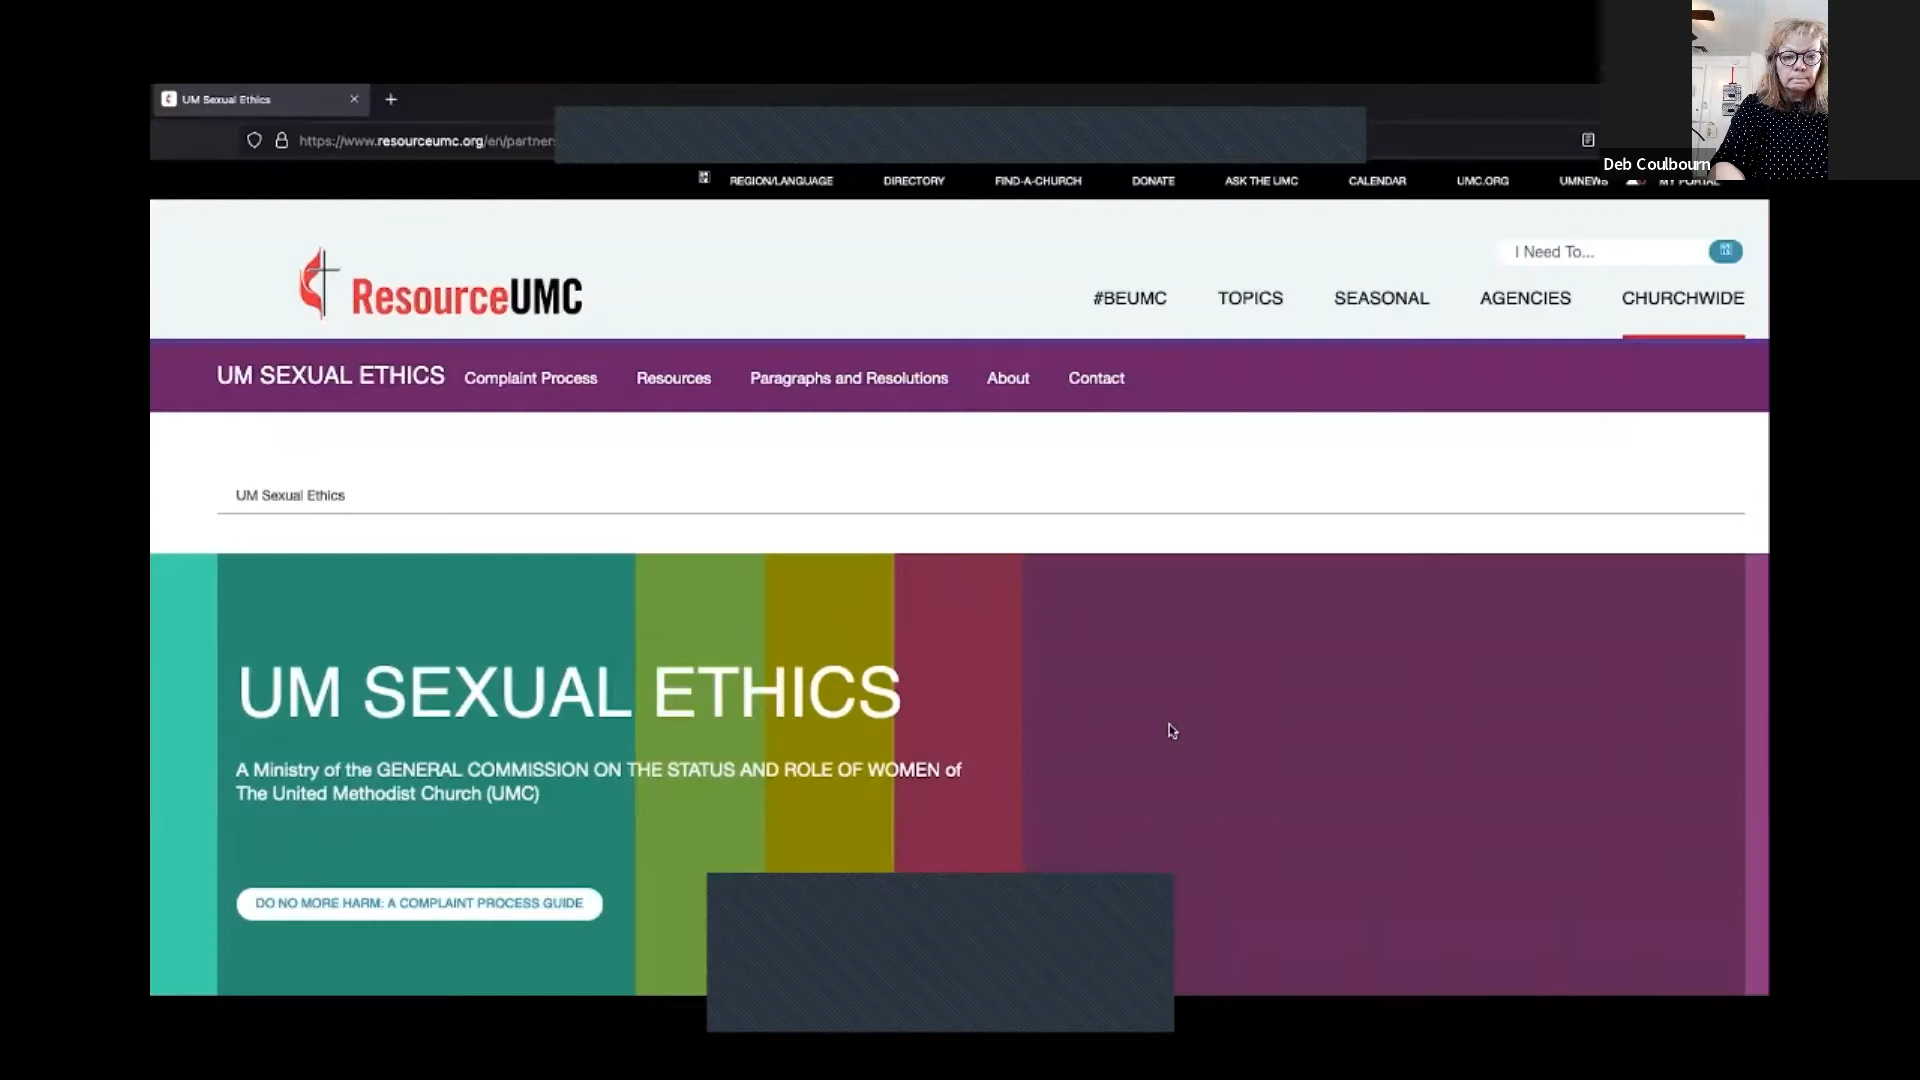 UM Sexual Ethics
https://www.resourceumc.org/en/partner
Deb Coulbourn
REGION/LANGUAGE DIRECTORY FIND-A-CHURCH DONATE ASK THE UMC CALENDAR UMC.ORG UMNEWS MY PORTAL
I Need To...
ResourceUMC
#BEUMC TOPICS SEASONAL AGENCIES CHURCHWIDE
UM SEXUAL ETHICS Complaint Process Resources Paragraphs and Resolutions About Contact
UM Sexual Ethics
UM SEXUAL ETHICS
A Ministry of the GENERAL COMMISSION ON THE STATUS AND ROLE OF WOMEN of
The United Methodist Church (UMC)
DO NO MORE HARM: A COMPLAINT PROCESS GUIDE